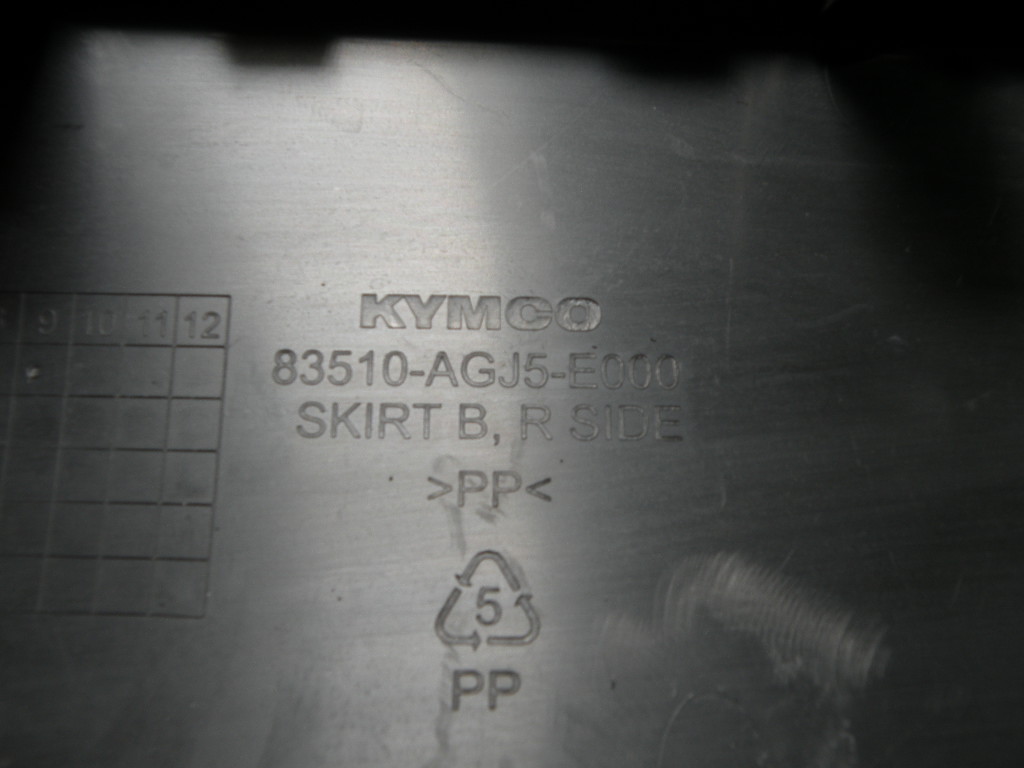 KYMCO
9 10 11 12
83510-AGJ5-E000
SKIRT B, R SIDE
>PP<
5
PP